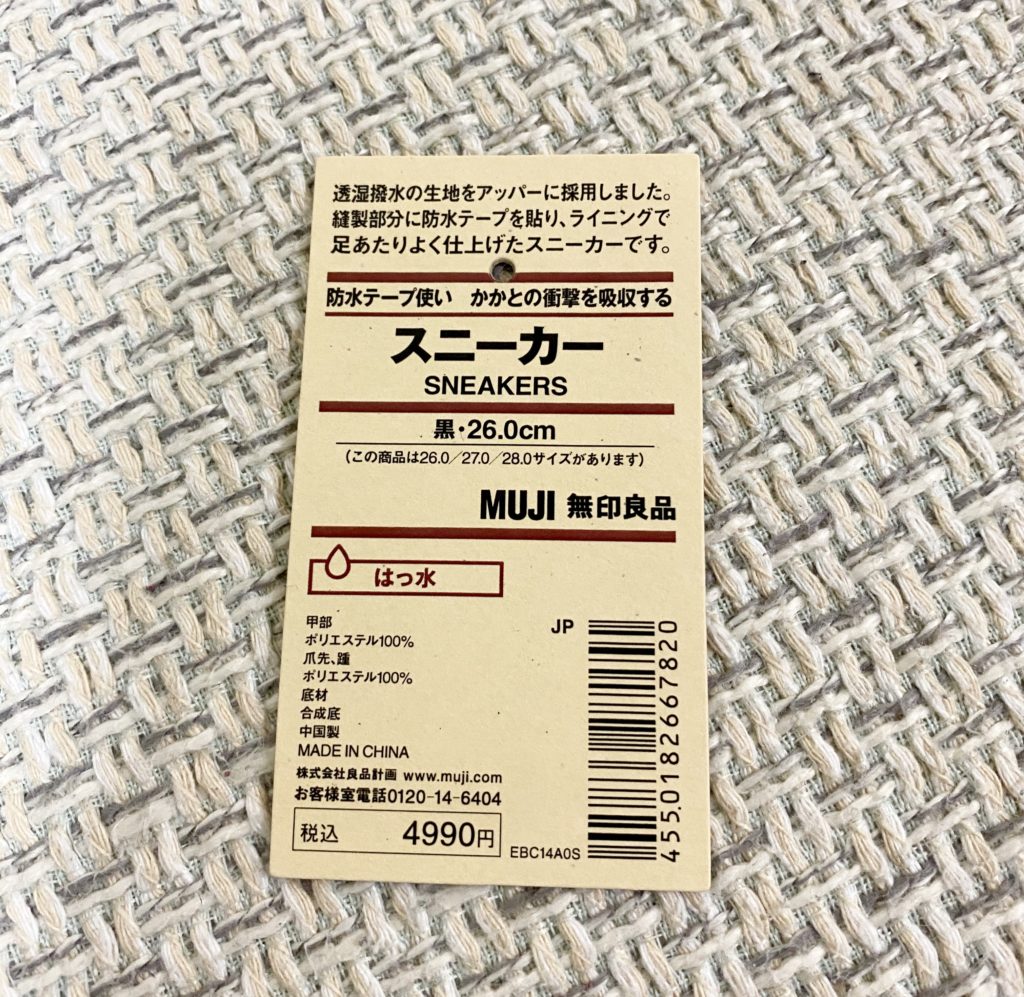 透湿撥水の生地をアッパーに採用しました。
縫製部分に防水テープを貼り、ライニングで
足あたりよく仕上げたスニーカーです。
防水テープ使い　かかとの衝撃を吸収する
スニーカー
SNEAKERS
黒・26.0cm
（この商品は26.0／27.0／28.0サイズがあります）
MUJI 無印良品
はっ水
甲部
ポリエステル100%
爪先、踵
ポリエステル100%
底材
合成底
中国製
MADE IN CHINA
株式会社良品計画 www.muji.com
お客様室電話0120-14-6404
税込 4990円
JP
4550182667820
EBC14A0S